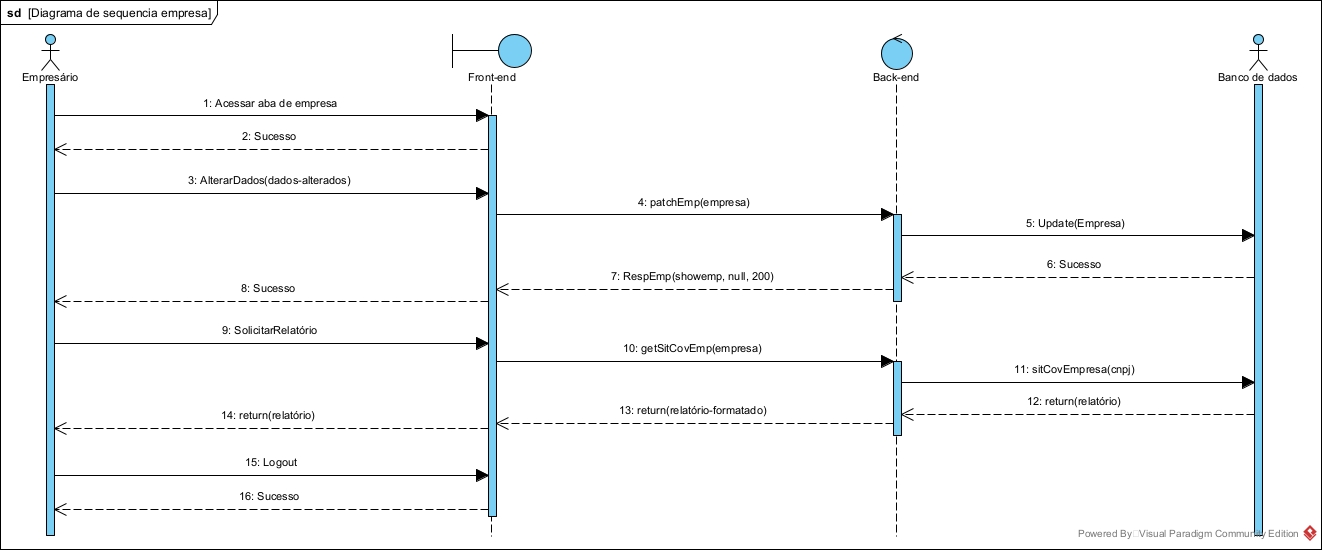 sd [Diagrama de sequencia empresa]
Empresário
Front-end
Back-end
Banco de dados
1: Acessar aba de empresa
2: Sucesso
3: AlterarDados(dados-alterados)
4: patchEmp(empresa)
5: Update(Empresa)
6: Sucesso
7: RespEmp(showemp, null, 200)
8: Sucesso
9: SolicitarRelatório
10: getSitCovEmp(empresa)
11: sitCovEmpresa(cnpj)
12: return(relatório)
13: return(relatório-formatado)
14: return(relatório)
15: Logout
16: Sucesso
Powered By Visual Paradigm Community Edition